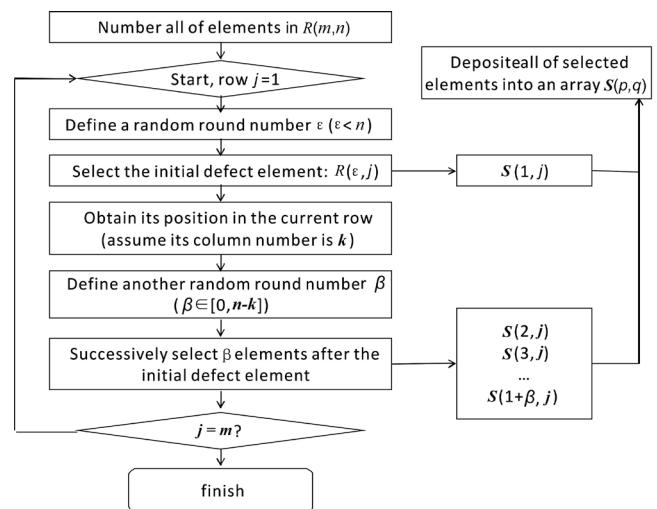 Number all of elements in R(m,n)
Start, row j=1
Define a random round number ε (ε< n)
Select the initial defect element: R(ε,j)
Obtain its position in the current row
(assume its column number is k)
Define another random round number β
(β∈[0,n-k])
Successively select β elements after the
initial defect element
j = m?
finish
Depositeall of selected
elements into an array S(p,q)
S(1,j)
S(2,j)
S(3,j)
...
S(1+β,j)